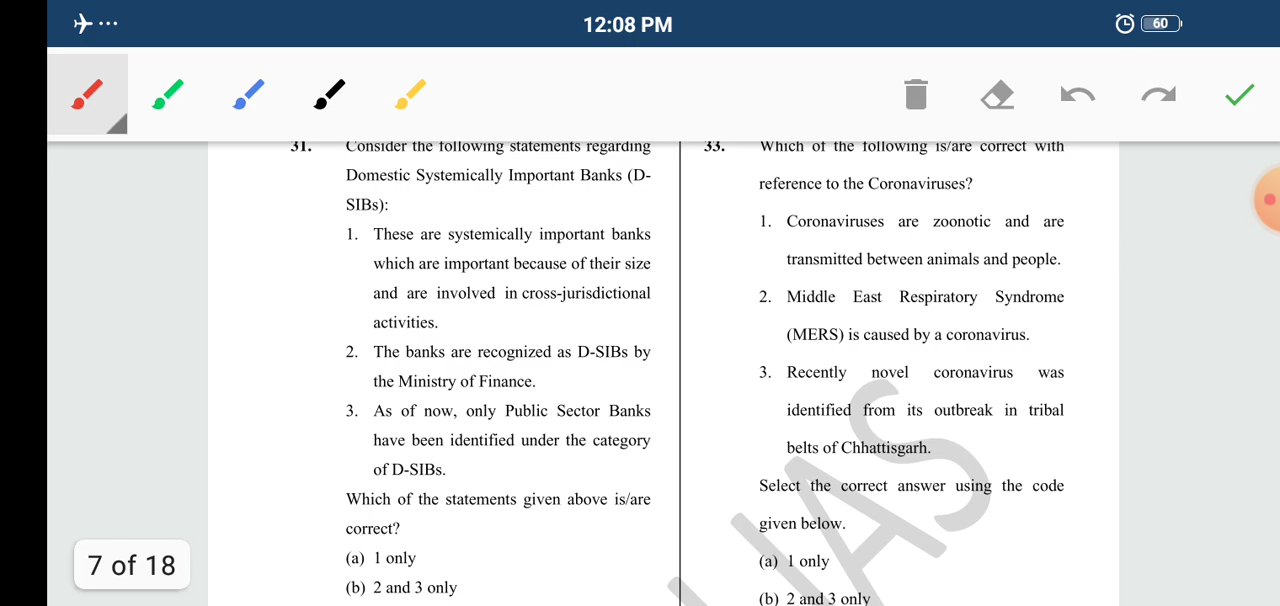 12:08 PM
60
31. Consider the following statements regarding
Domestic Systemically Important Banks (D-
SIBs):
1. These are systemically important banks
which are important because of their size
and are involved in cross-jurisdictional
activities.
2. The banks are recognized as D-SIBs by
the Ministry of Finance.
3. As of now, only Public Sector Banks
have been identified under the category
of D-SIBs.
Which of the statements given above is/are
correct?
(a) 1 only
(b) 2 and 3 only
33. Which of the following is/are correct with
reference to the Coronaviruses?
1. Coronaviruses are zoonotic and are
transmitted between animals and people.
2. Middle East Respiratory Syndrome
(MERS) is caused by a coronavirus.
3. Recently novel coronavirus was
identified from its outbreak in tribal
belts of Chhattisgarh.
Select the correct answer using the code
given below.
(a) 1 only
(b) 2 and 3 only
IAS
7 of 18